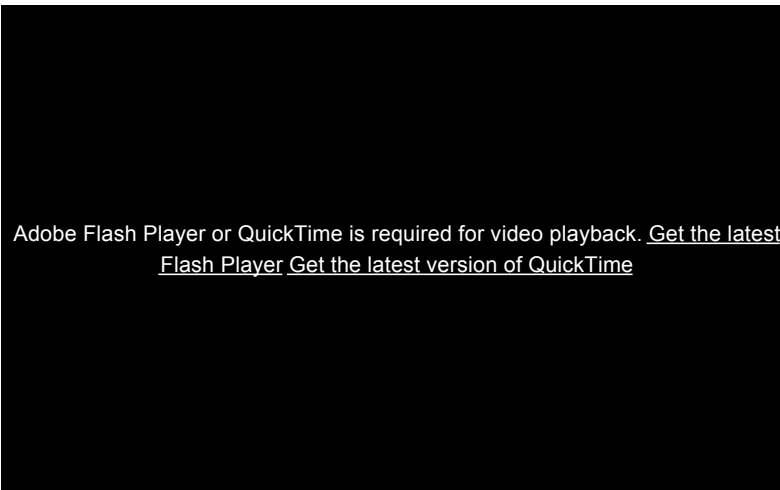 Adobe Flash Player or QuickTime is required for video playback. Get the latest
Flash Player Get the latest version of QuickTime